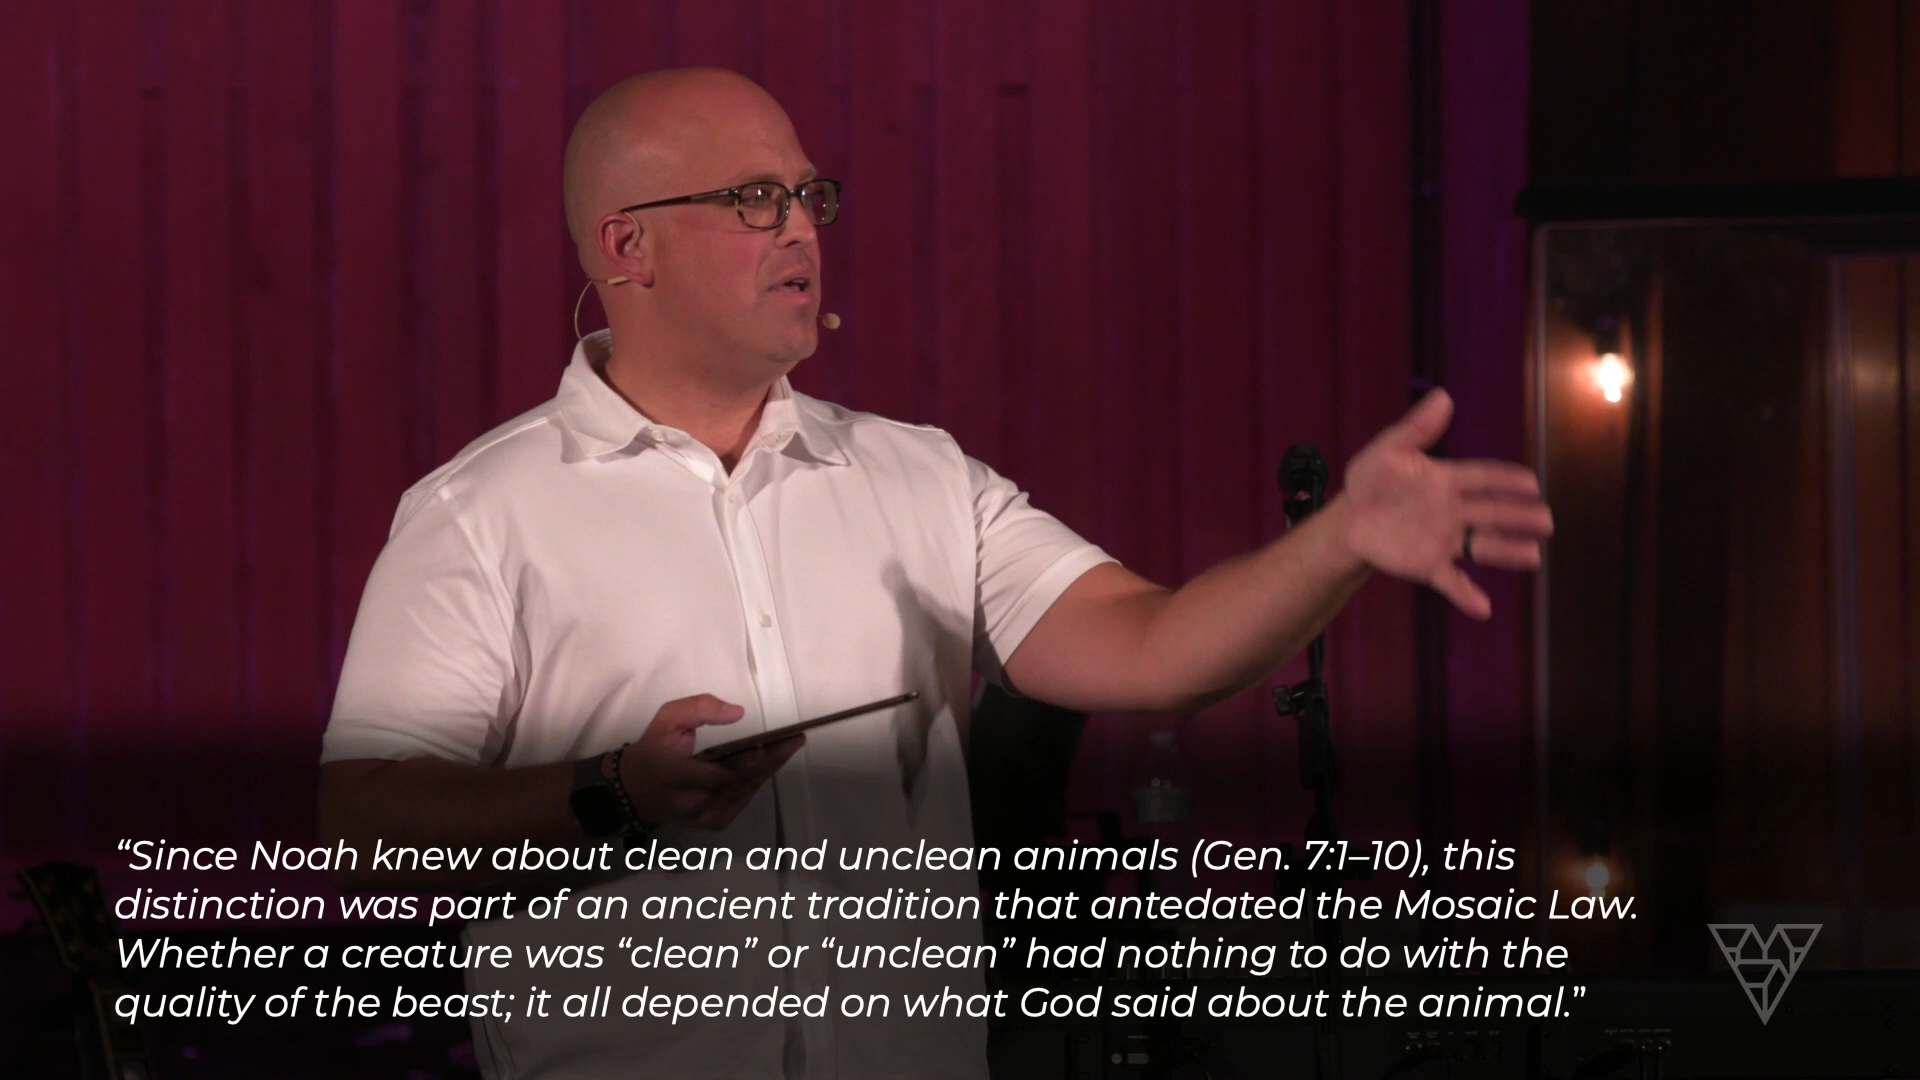 “Since Noah knew about clean and unclean animals (Gen. 7:1–10), this
distinction was part of an ancient tradition that antedated the Mosaic Law.
Whether a creature was “clean” or “unclean” had nothing to do with the
quality of the beast; it all depended on what God said about the animal.”